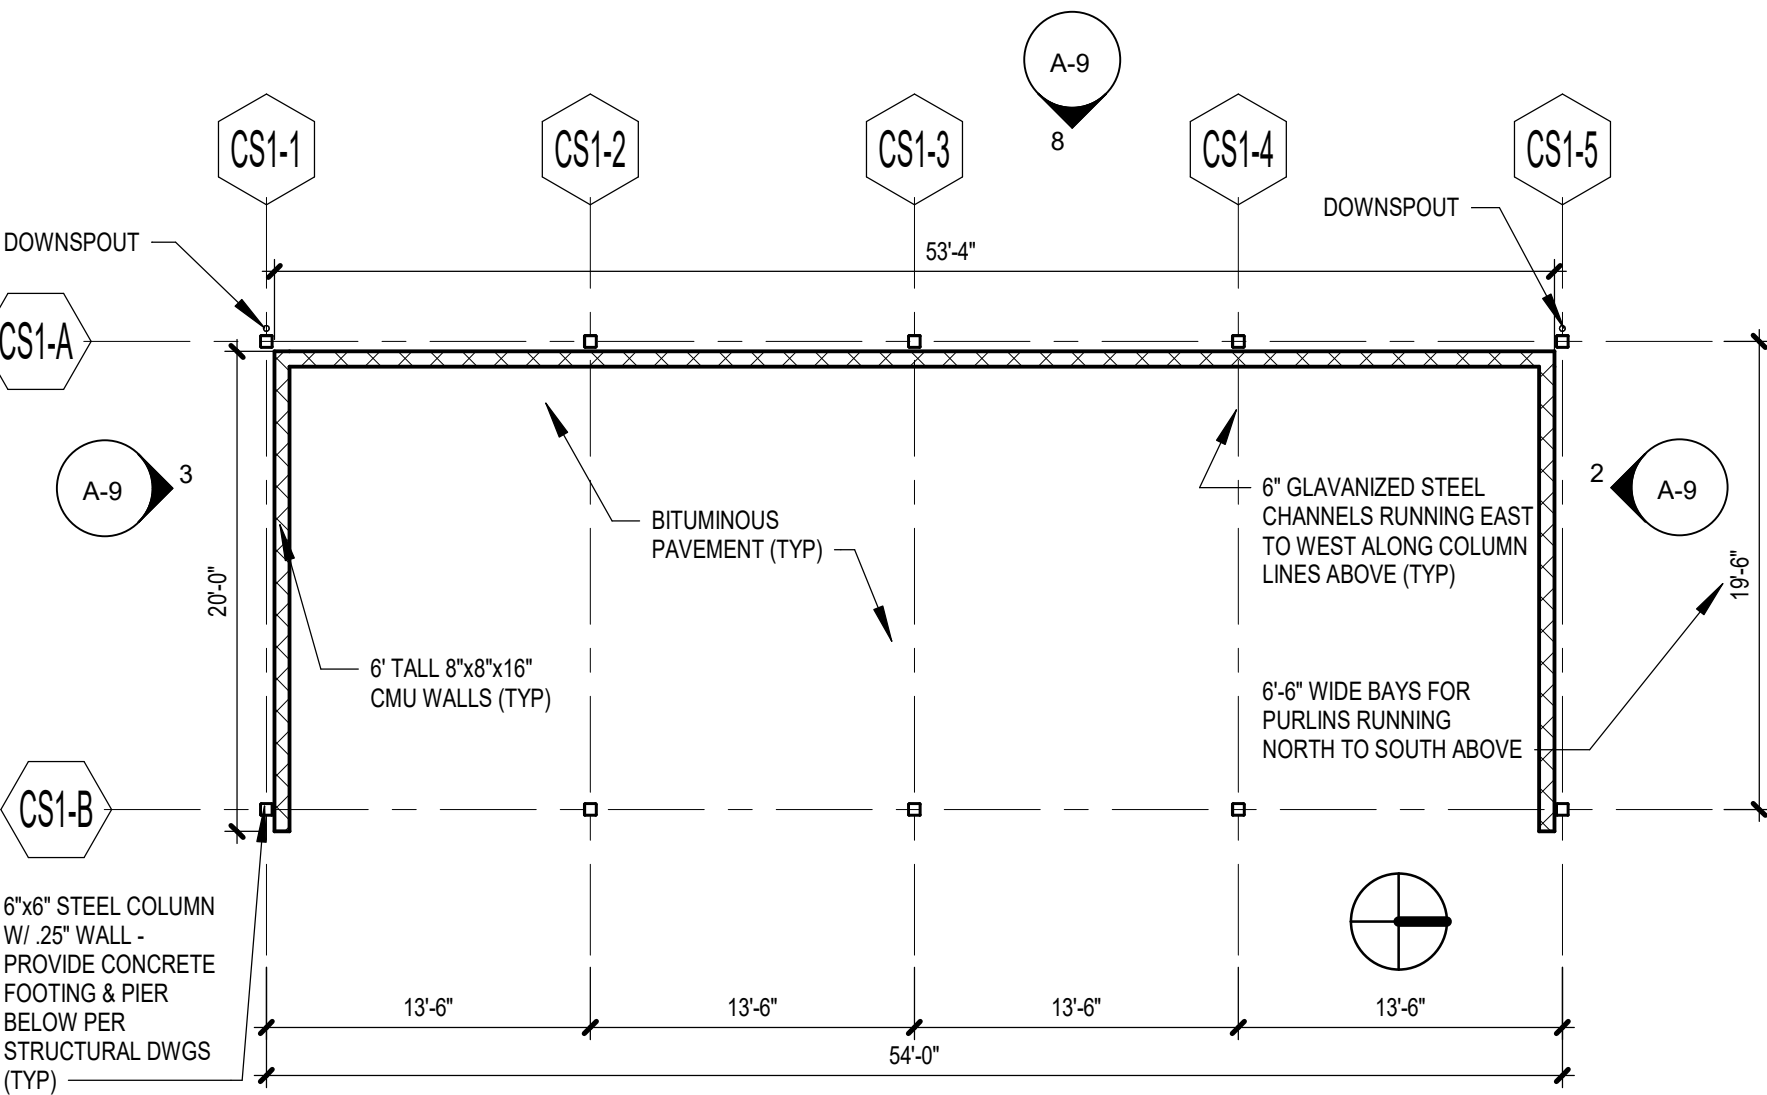 A-9
8
CS1-1
CS1-2
CS1-3
CS1-4
CS1-5
DOWNSPOUT
DOWNSPOUT
53'-4"
CS1-A
A-9
3
2
A-9
6" GLAVANIZED STEEL
CHANNELS RUNNING EAST
TO WEST ALONG COLUMN
LINES ABOVE (TYP)
BITUMINOUS
PAVEMENT (TYP)
20'-0"
19'-6"
6' TALL 8"x8"x16"
CMU WALLS (TYP)
6'-6" WIDE BAYS FOR
PURLINS RUNNING
NORTH TO SOUTH ABOVE
CS1-B
6"x6" STEEL COLUMN
W/ .25" WALL -
PROVIDE CONCRETE
FOOTING & PIER
BELOW PER
STRUCTURAL DWGS
(TYP)
13'-6"
13'-6"
13'-6"
13'-6"
54'-0"